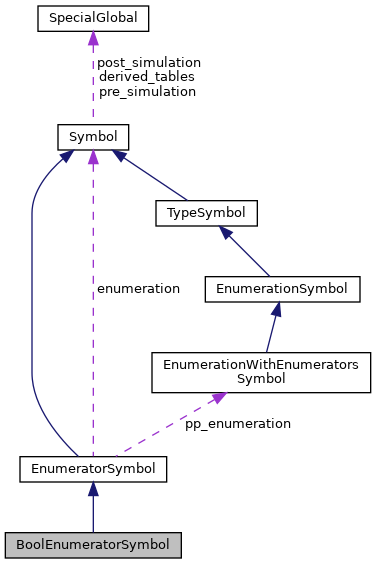 SpecialGlobal
post_simulation
derived_tables
pre_simulation
Symbol
TypeSymbol
enumeration
EnumerationSymbol
EnumerationWithEnumerators
Symbol
pp_enumeration
EnumeratorSymbol
BoolEnumeratorSymbol